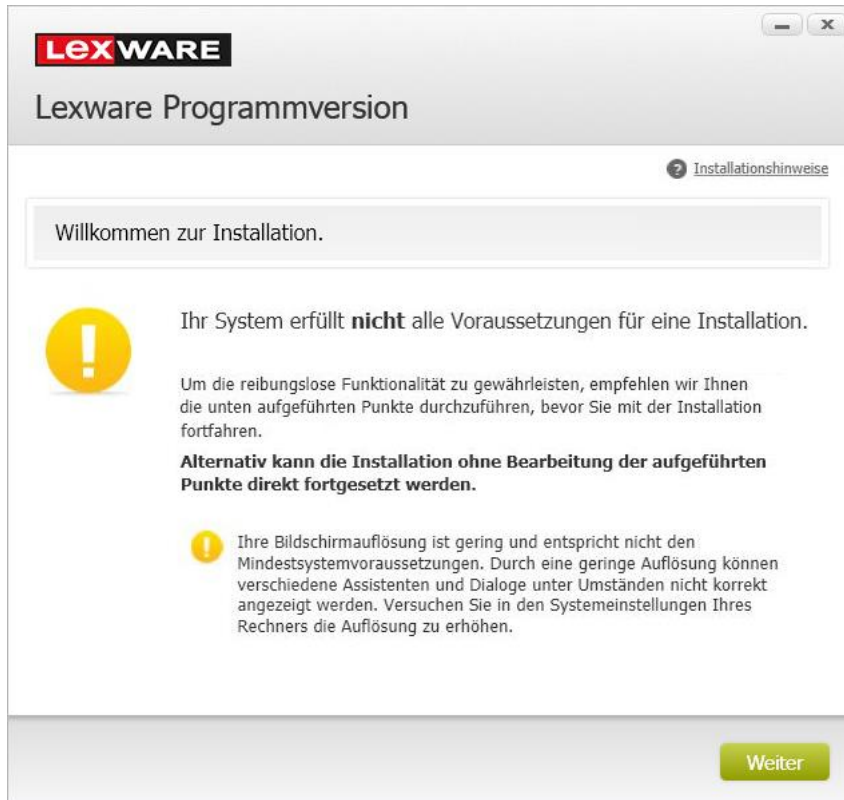 LEXWARE
Lexware Programmversion
Installationshinweise
Willkommen zur Installation.
Ihr System erfüllt nicht alle Voraussetzungen für eine Installation.
Um die reibungslose Funktionalität zu gewährleisten, empfehlen wir Ihnen
die unten aufgeführten Punkte durchzuführen, bevor Sie mit der Installation
fortfahren.
Alternativ kann die Installation ohne Bearbeitung der aufgeführten
Punkte direkt fortgesetzt werden.
Ihre Bildschirmauflösung ist gering und entspricht nicht den
Mindestsystemvoraussetzungen. Durch eine geringe Auflösung können
verschiedene Assistenten und Dialoge unter Umständen nicht korrekt
angezeigt werden. Versuchen Sie in den Systemeinstellungen Ihres
Rechners die Auflösung zu erhöhen.
Weiter